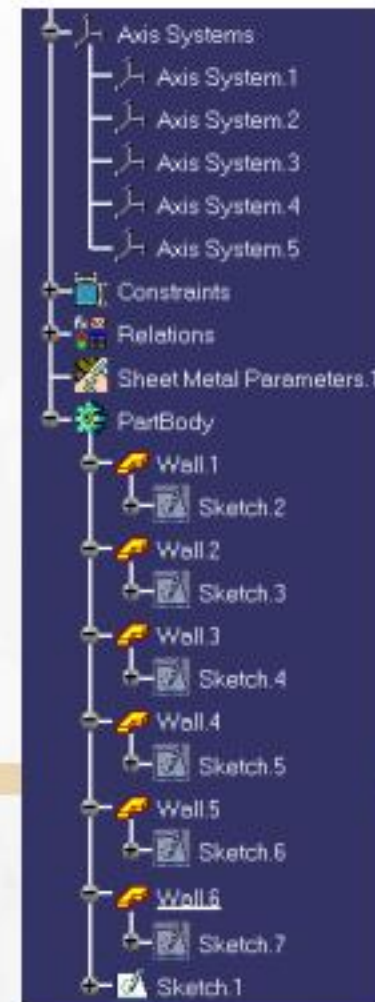 Axis Systems
Axis System.1
Axis System.2
Axis System.3
Axis System.4
Axis System.5
Constraints
Relations
Sheet Metal Parameters.1
PartBody
Wall.1
Sketch.2
Wall.2
Sketch.3
Wall.3
Sketch.4
Wall.4
Sketch.5
Wall.5
Sketch.6
Wall.6
Sketch.7
Sketch.1